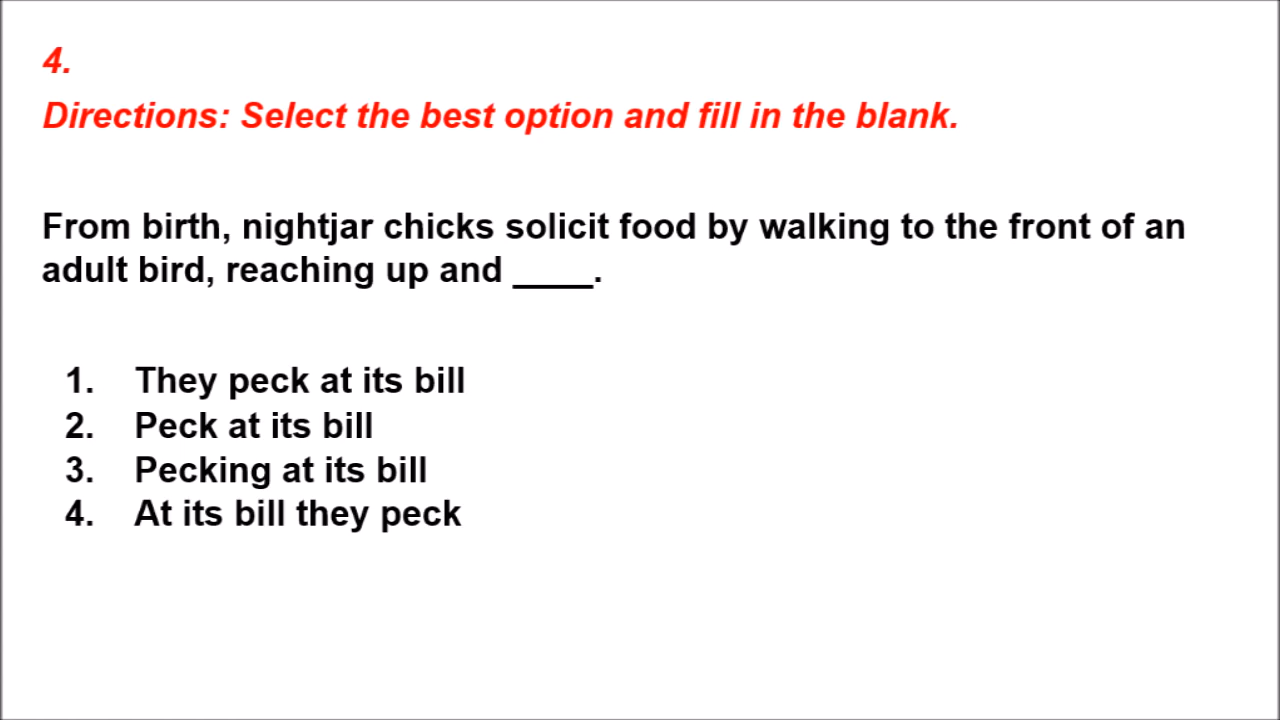 4.
Directions: Select the best option and fill in the blank.
From birth, nightjar chicks solicit food by walking to the front of an
adult bird, reaching up and ____.
1. They peck at its bill
2. Peck at its bill
3. Pecking at its bill
4. At its bill they peck